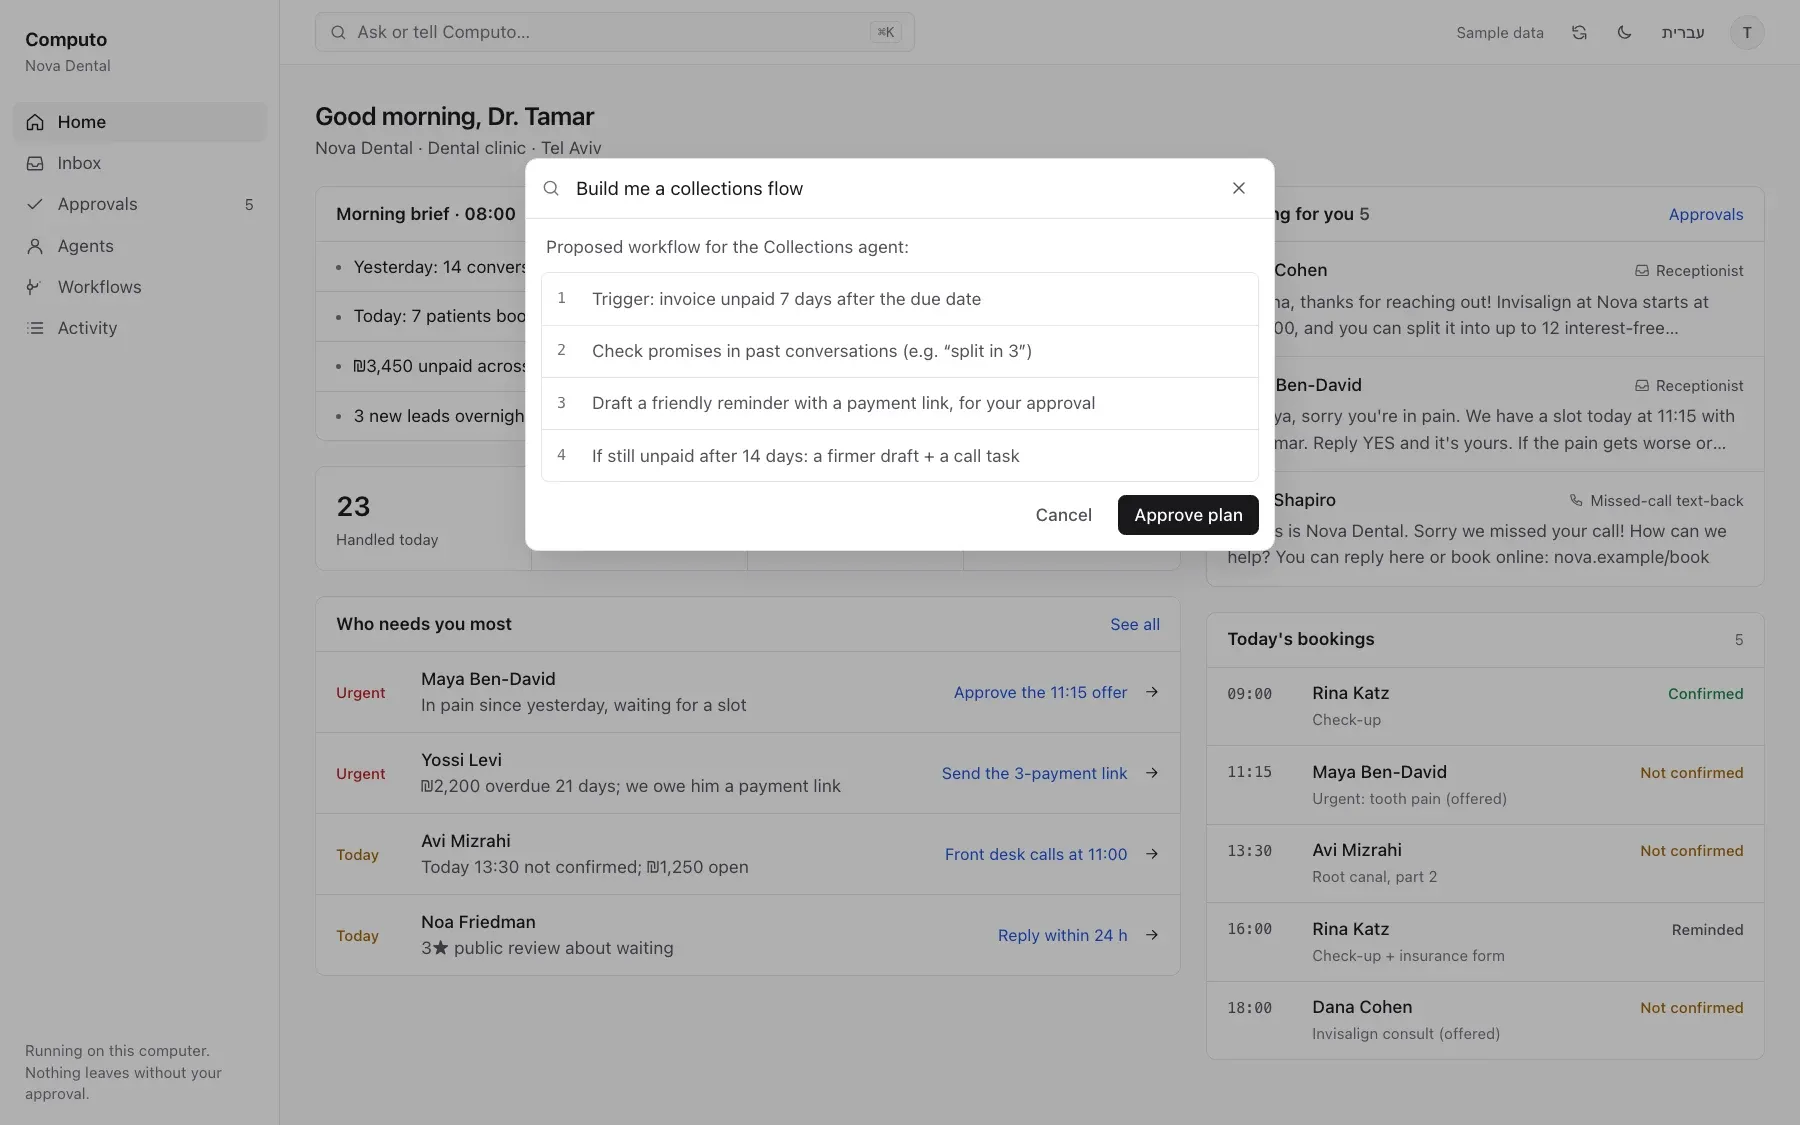 Computo
Nova Dental
Home
Inbox
Approvals 5
Agents
Workflows
Activity
Running on this computer.
Nothing leaves without your
approval.
Ask or tell Computo... ⌘K
Sample data
עברית
T
Good morning, Dr. Tamar
Nova Dental · Dental clinic · Tel Aviv
Morning brief · 08:00
• Yesterday: 14 convers
• Today: 7 patients boo
• ₪3,450 unpaid across
• 3 new leads overnigh
23
Handled today
Build me a collections flow
Proposed workflow for the Collections agent:
1 Trigger: invoice unpaid 7 days after the due date
2 Check promises in past conversations (e.g. “split in 3”)
3 Draft a friendly reminder with a payment link, for your approval
4 If still unpaid after 14 days: a firmer draft + a call task
Cancel
Approve plan
Who needs you most See all
Urgent
Maya Ben-David
In pain since yesterday, waiting for a slot
Approve the 11:15 offer →
Urgent
Yossi Levi
₪2,200 overdue 21 days; we owe him a payment link
Send the 3-payment link →
Today
Avi Mizrahi
Today 13:30 not confirmed; ₪1,250 open
Front desk calls at 11:00 →
Today
Noa Friedman
3★ public review about waiting
Reply within 24 h →
for you 5 Approvals
Cohen Receptionist
thanks for reaching out! Invisalign at Nova starts at
and you can split it into up to 12 interest-free...
Ben-David Receptionist
sorry you're in pain. We have a slot today at 11:15 with
mar. Reply YES and it's yours. If the pain gets worse or...
Shapiro Missed-call text-back
is Nova Dental. Sorry we missed your call! How can we
help? You can reply here or book online: nova.example/book
Today's bookings 5
09:00 Rina Katz Confirmed
Check-up
11:15 Maya Ben-David Not confirmed
Urgent: tooth pain (offered)
13:30 Avi Mizrahi Not confirmed
Root canal, part 2
16:00 Rina Katz Reminded
Check-up + insurance form
18:00 Dana Cohen Not confirmed
Invisalign consult (offered)